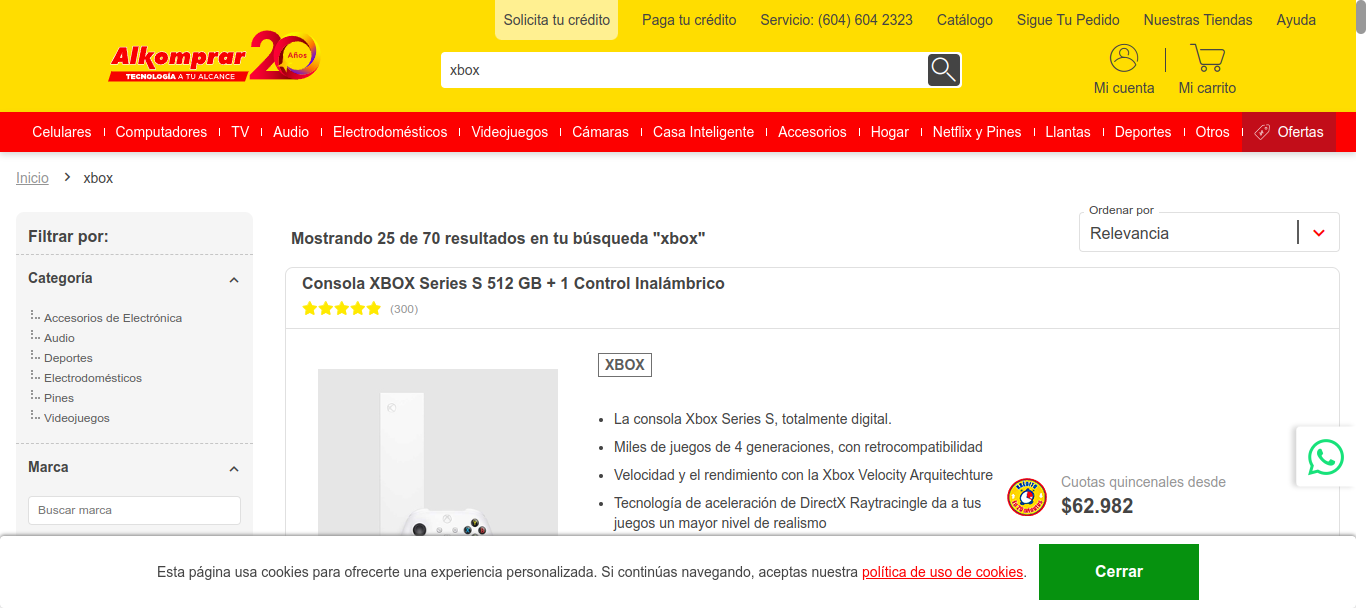 Solicita tu crédito
Paga tu crédito
Servicio: (604) 604 2323
Catálogo
Sigue Tu Pedido
Nuestras Tiendas
Ayuda
Alkomprar 20 Años
TECNOLOGÍA A TU ALCANCE
xbox
Mi cuenta
Mi carrito
Celulares
Computadores
TV
Audio
Electrodomésticos
Videojuegos
Cámaras
Casa Inteligente
Accesorios
Hogar
Netflix y Pines
Llantas
Deportes
Otros
Ofertas
Inicio > xbox
Filtrar por:
Categoría
Accesorios de Electrónica
Audio
Deportes
Electrodomésticos
Pines
Videojuegos
Marca
Buscar marca
Mostrando 25 de 70 resultados en tu búsqueda "xbox"
Ordenar por
Relevancia
Consola XBOX Series S 512 GB + 1 Control Inalámbrico
(300)
XBOX
La consola Xbox Series S, totalmente digital.
Miles de juegos de 4 generaciones, con retrocompatibilidad
Velocidad y el rendimiento con la Xbox Velocity Arquitechture
Tecnología de aceleración de DirectX Raytracingle da a tus
juegos un mayor nivel de realismo
Cuotas quincenales desde
$62.982
Esta página usa cookies para ofrecerte una experiencia personalizada. Si continúas navegando, aceptas nuestra política de uso de cookies.
Cerrar